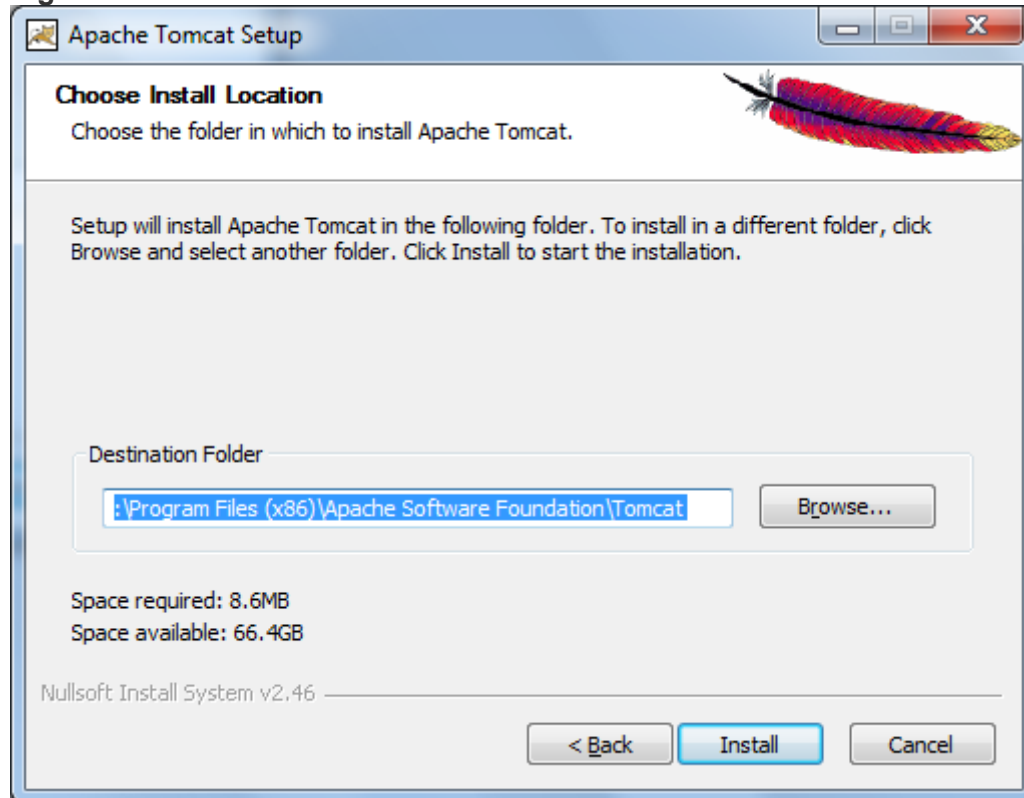 Apache Tomcat Setup
Choose Install Location
Choose the folder in which to install Apache Tomcat.
Setup will install Apache Tomcat in the following folder. To install in a different folder, click
Browse and select another folder. Click Install to start the installation.
Destination Folder
:\Program Files (x86)\Apache Software Foundation\Tomcat
Browse...
Space required: 8.6MB
Space available: 66.4GB
Nullsoft Install System v2.46
< Back
Install
Cancel